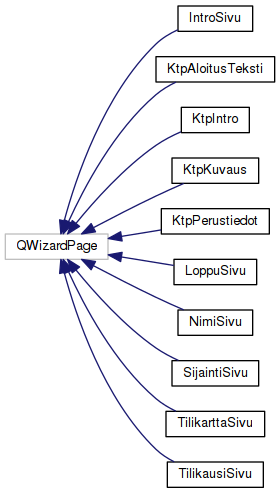 IntroSivu
KtpAloitusTeksti
KtpIntro
KtpKuvaus
KtpPerustiedot
QWizardPage
LoppuSivu
NimiSivu
SijaintiSivu
TilikarttaSivu
TilikausiSivu